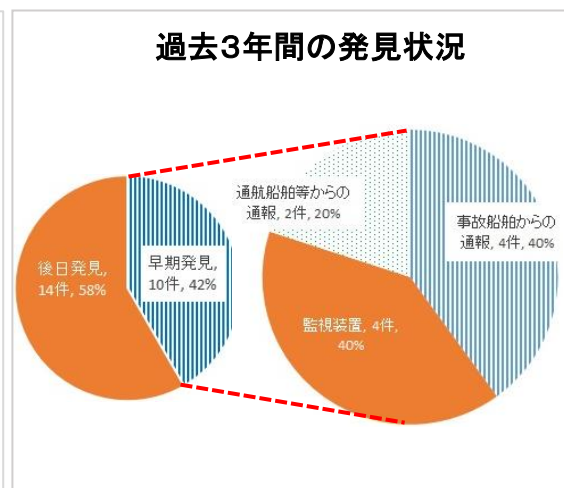 過去3年間の発見状況
後日発見,
14件, 58%
早期発見,
10件, 42%
通航船舶等からの
通報, 2件, 20%
事故船舶からの
通報, 4件, 40%
監視装置, 4件,
40%